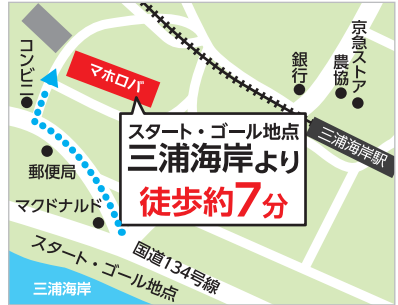 京急ストア
農協
銀行
コンビニ
マホロバ
スタート・ゴール地点
三浦海岸より
徒歩約7分
三浦海岸駅
郵便局
マクドナルド
国道134号線
スタート・ゴール地点
三浦海岸